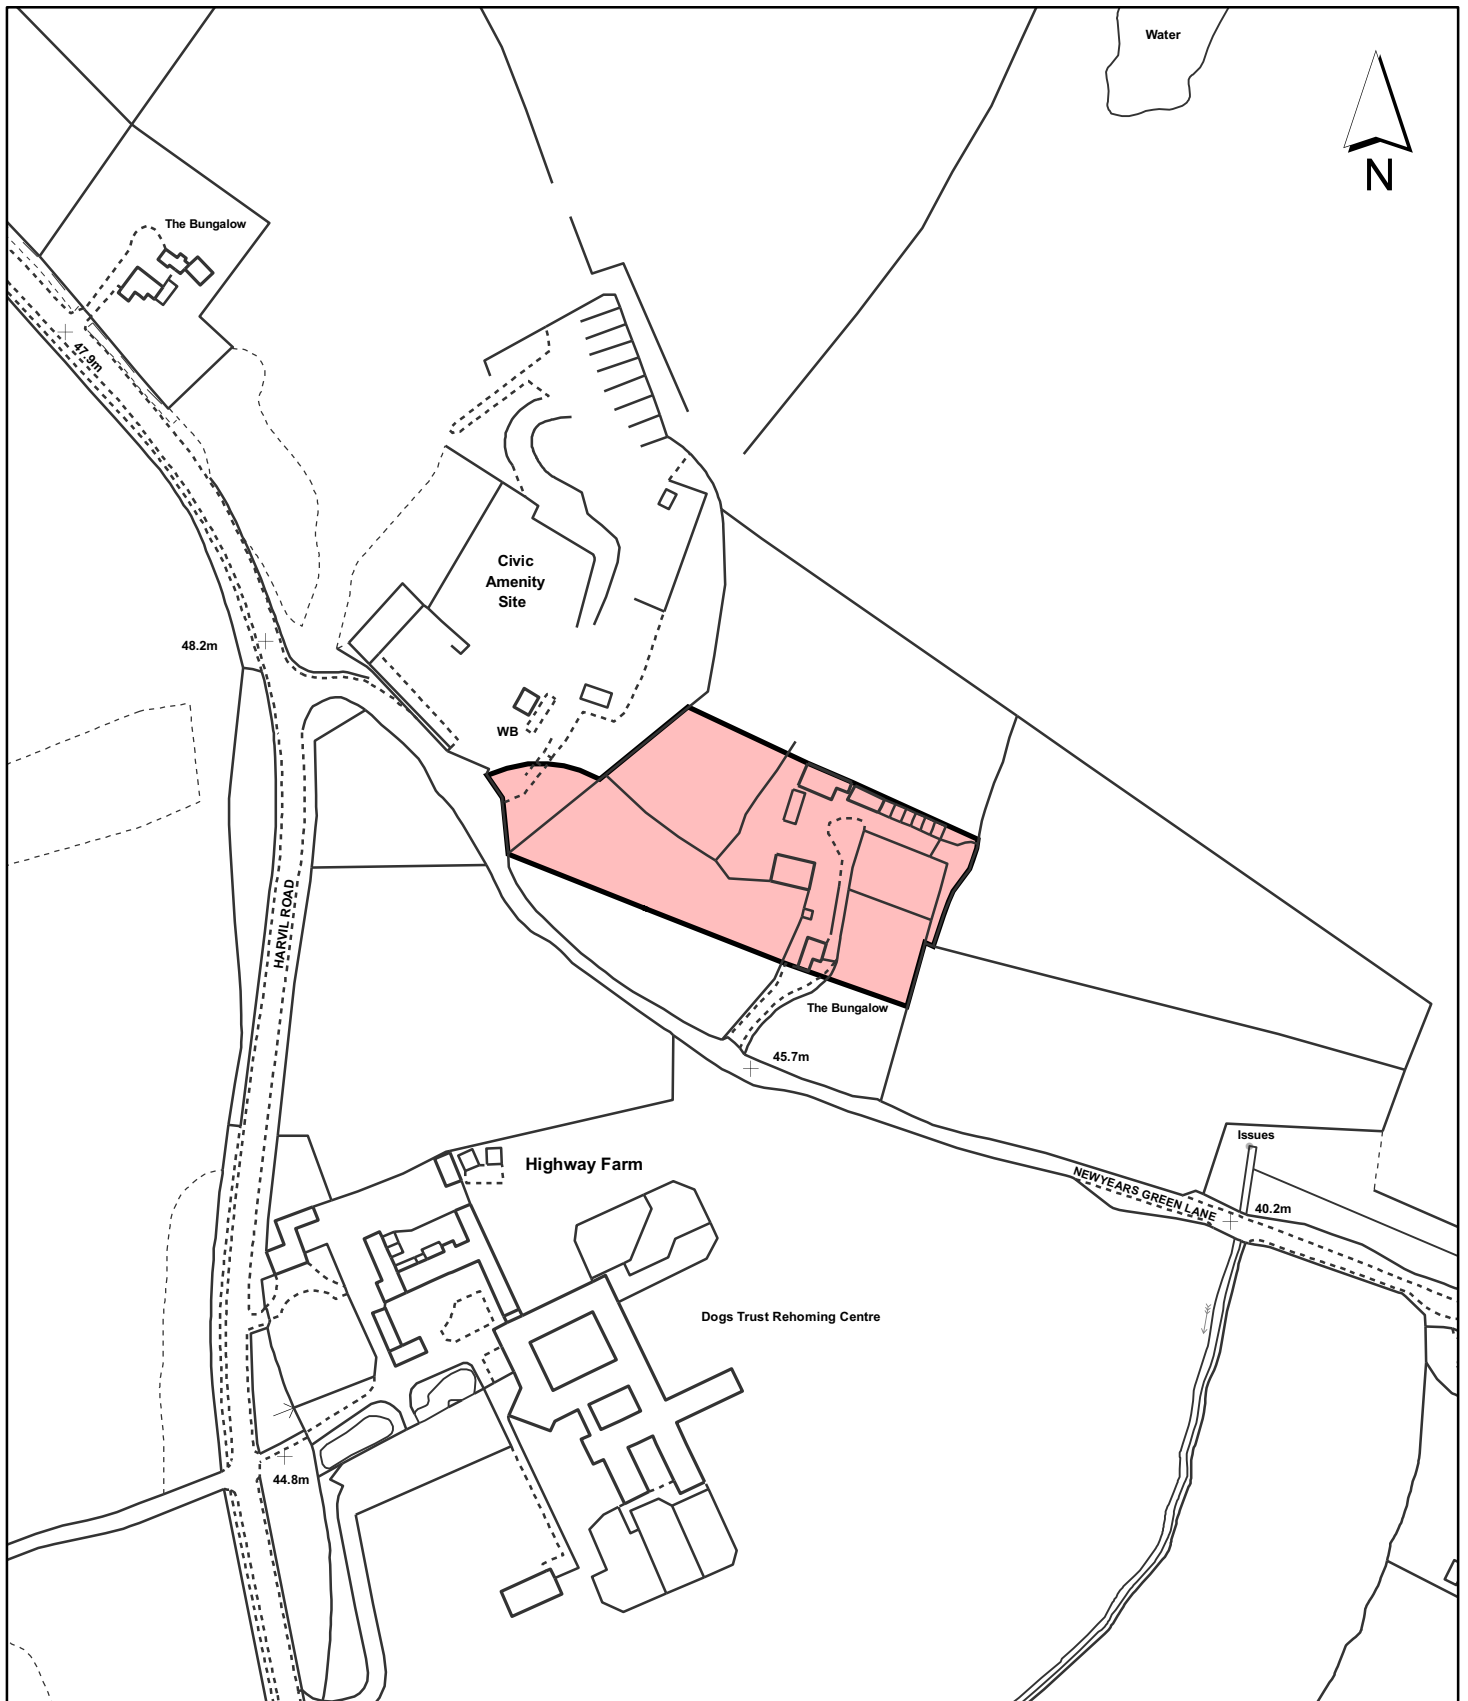 Water
N
The Bungalow
47.9m
Civic
Amenity
Site
48.2m
WB
HARVIL ROAD
The Bungalow
45.7m
Issues
Highway Farm
NEWYEARS GREEN LANE
40.2m
Dogs Trust Rehoming Centre
44.8m